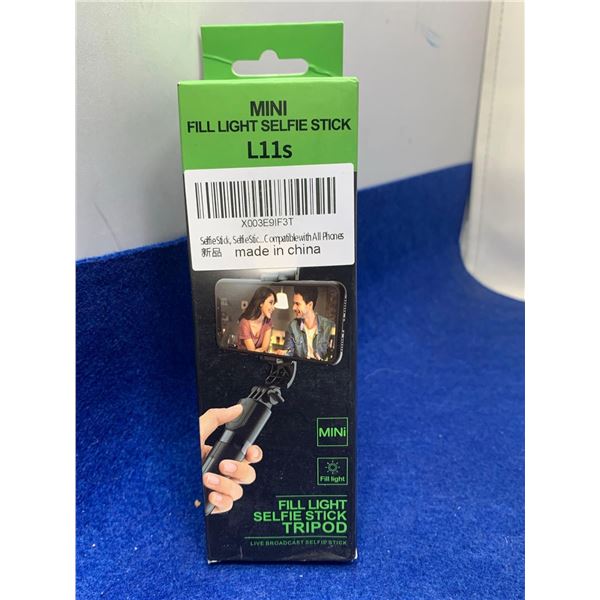 MINI
FILL LIGHT SELFIE STICK
L11s
X003E9IF3T
Selfie Stick, Selfie Stic...Compatible with All Phones
新品 made in china
MINi
Fill light
FILL LIGHT
SELFIE STICK
TRIPOD
LIVE BROADCAST SELFIE STICK